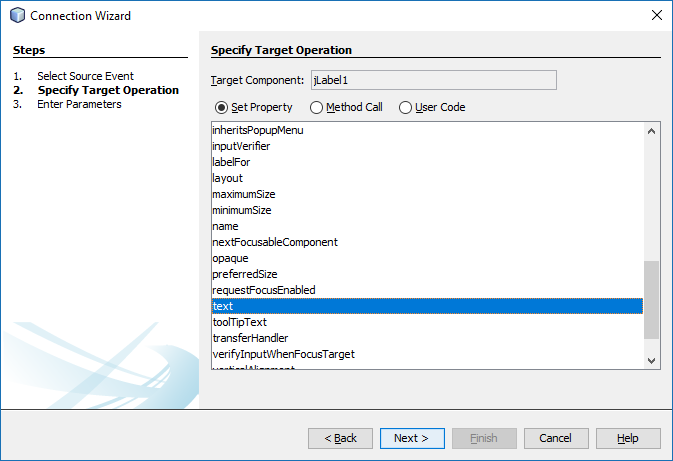 Connection Wizard
Steps
1. Select Source Event
2. Specify Target Operation
3. Enter Parameters
Specify Target Operation
Target Component: jLabel1
Set Property Method Call User Code
inheritsPopupMenu
inputVerifier
labelFor
layout
maximumSize
minimumSize
name
nextFocusableComponent
opaque
preferredSize
requestFocusEnabled
text
toolTipText
transferHandler
verifyInputWhenFocusTarget
verticalAlignment
< Back Next > Finish Cancel Help